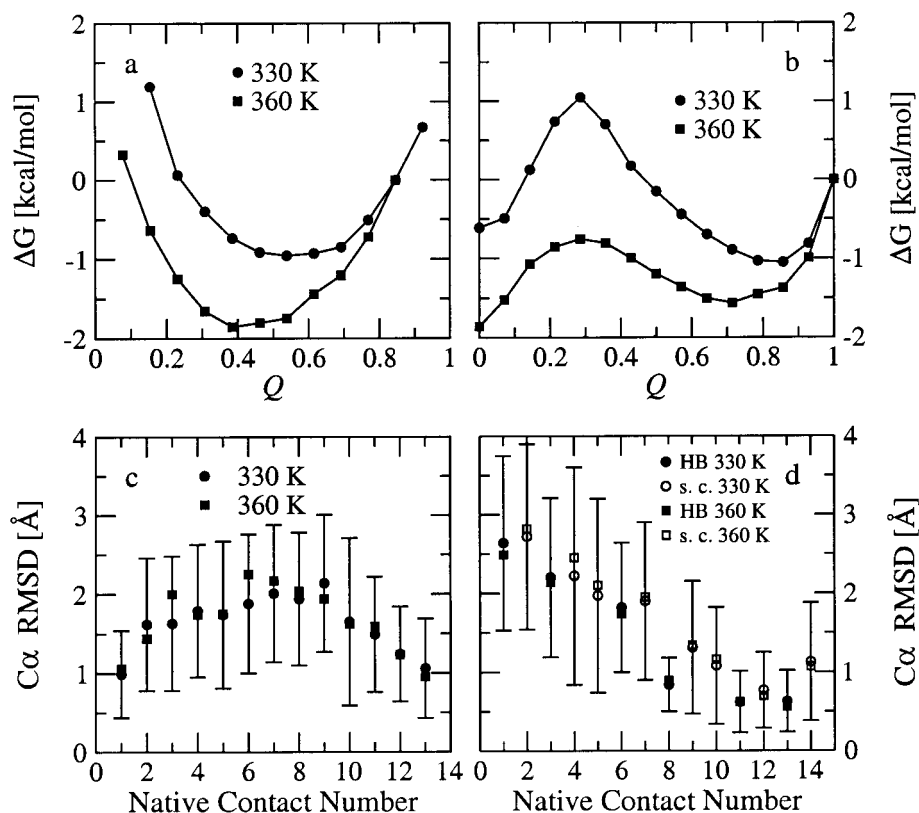 2
1
0
-1
-2
ΔG [kcal/mol]
a
330 K
360 K
0 0.2 0.4 0.6 0.8 1
Q
b
330 K
360 K
2
1
0
-1
-2
ΔG [kcal/mol]
0 0.2 0.4 0.6 0.8 1
Q
4
3
2
1
0
Cα RMSD [Å]
c
330 K
360 K
0 2 4 6 8 10 12 14
Native Contact Number
d
HB 330 K
s. c. 330 K
HB 360 K
s. c. 360 K
4
3
2
1
0
Cα RMSD [Å]
0 2 4 6 8 10 12 14
Native Contact Number